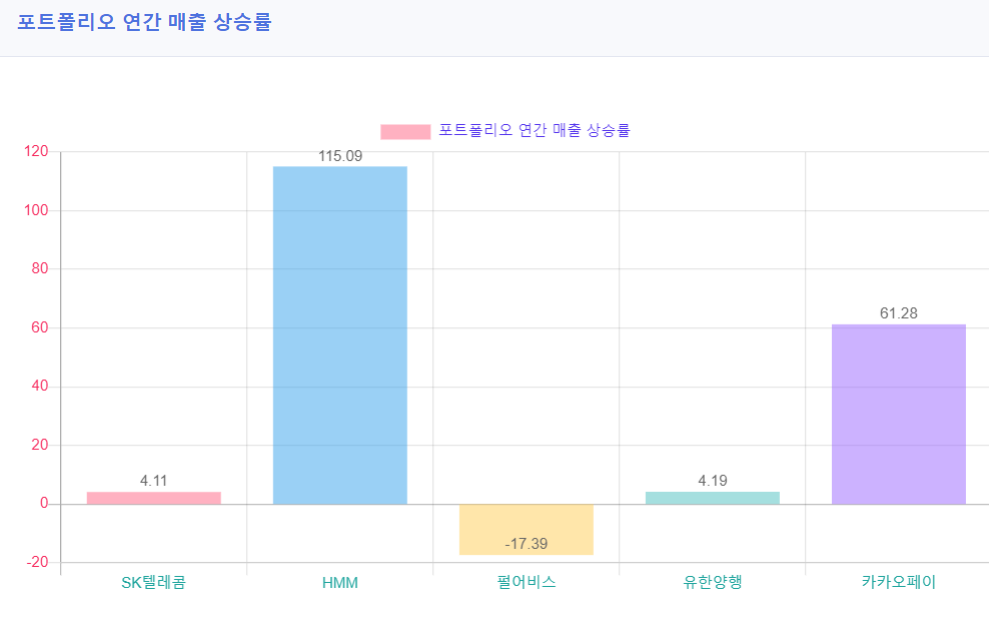 포트폴리오 연간 매출 상승률
포트폴리오 연간 매출 상승률
120
100
80
60
40
20
0
-20
4.11
115.09
-17.39
4.19
61.28
SK텔레콤
HMM
펄어비스
유한양행
카카오페이